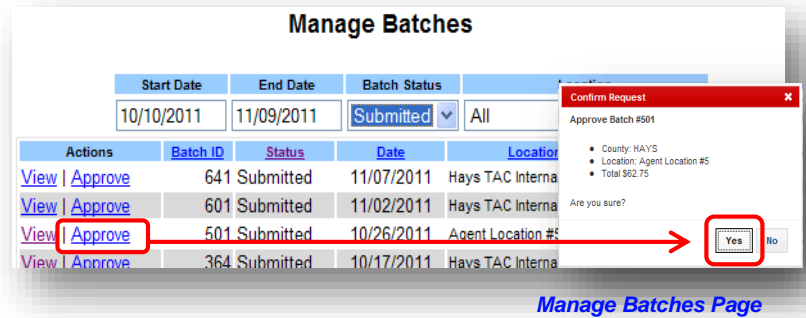 Manage Batches
Start Date End Date Batch Status Location
10/10/2011 11/09/2011 Submitted All
Confirm Request
Approve Batch #501
County: HAYS
Location: Agent Location #5
Total $62.75
Are you sure?
Yes No
Actions Batch ID Status Date Location
View | Approve 641 Submitted 11/07/2011 Hays TAC Interna
View | Approve 601 Submitted 11/02/2011 Hays TAC Interna
View | Approve 501 Submitted 10/26/2011 Agent Location #5
View | Approve 364 Submitted 10/17/2011 Hays TAC Interna
Manage Batches Page